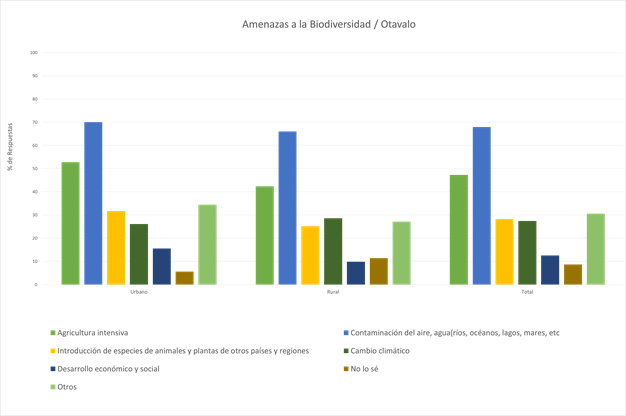 Amenazas a la Biodiversidad / Otavalo
% de Respuestas
100
90
80
70
60
50
40
30
20
10
0
Urbano
Rural
Total
Agricultura intensiva
Contaminación del aire, agua(ríos, océanos, lagos, mares, etc
Introducción de especies de animales y plantas de otros países y regiones
Cambio climático
Desarrollo económico y social
No lo sé
Otros